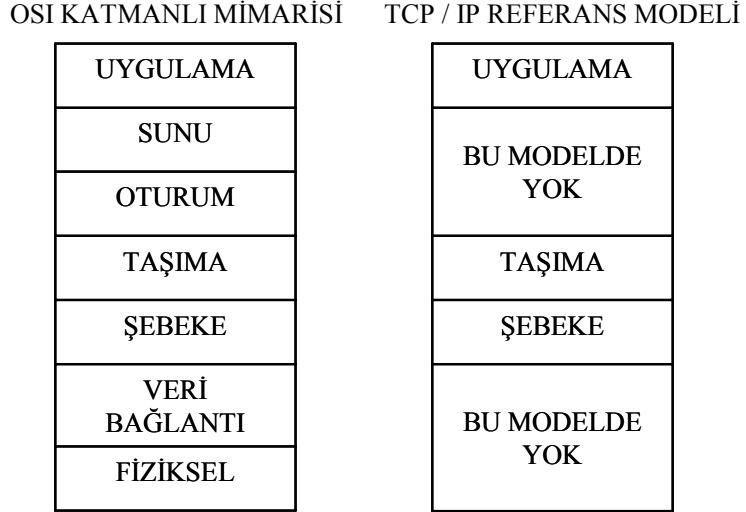 OSI KATMANLI MİMARİSİ
UYGULAMA
SUNU
OTURUM
TAŞIMA
ŞEBEKE
VERİ
BAĞLANTI
FİZİKSEL
TCP / IP REFERANS MODELİ
UYGULAMA
BU MODELDE
YOK
TAŞIMA
ŞEBEKE
BU MODELDE
YOK